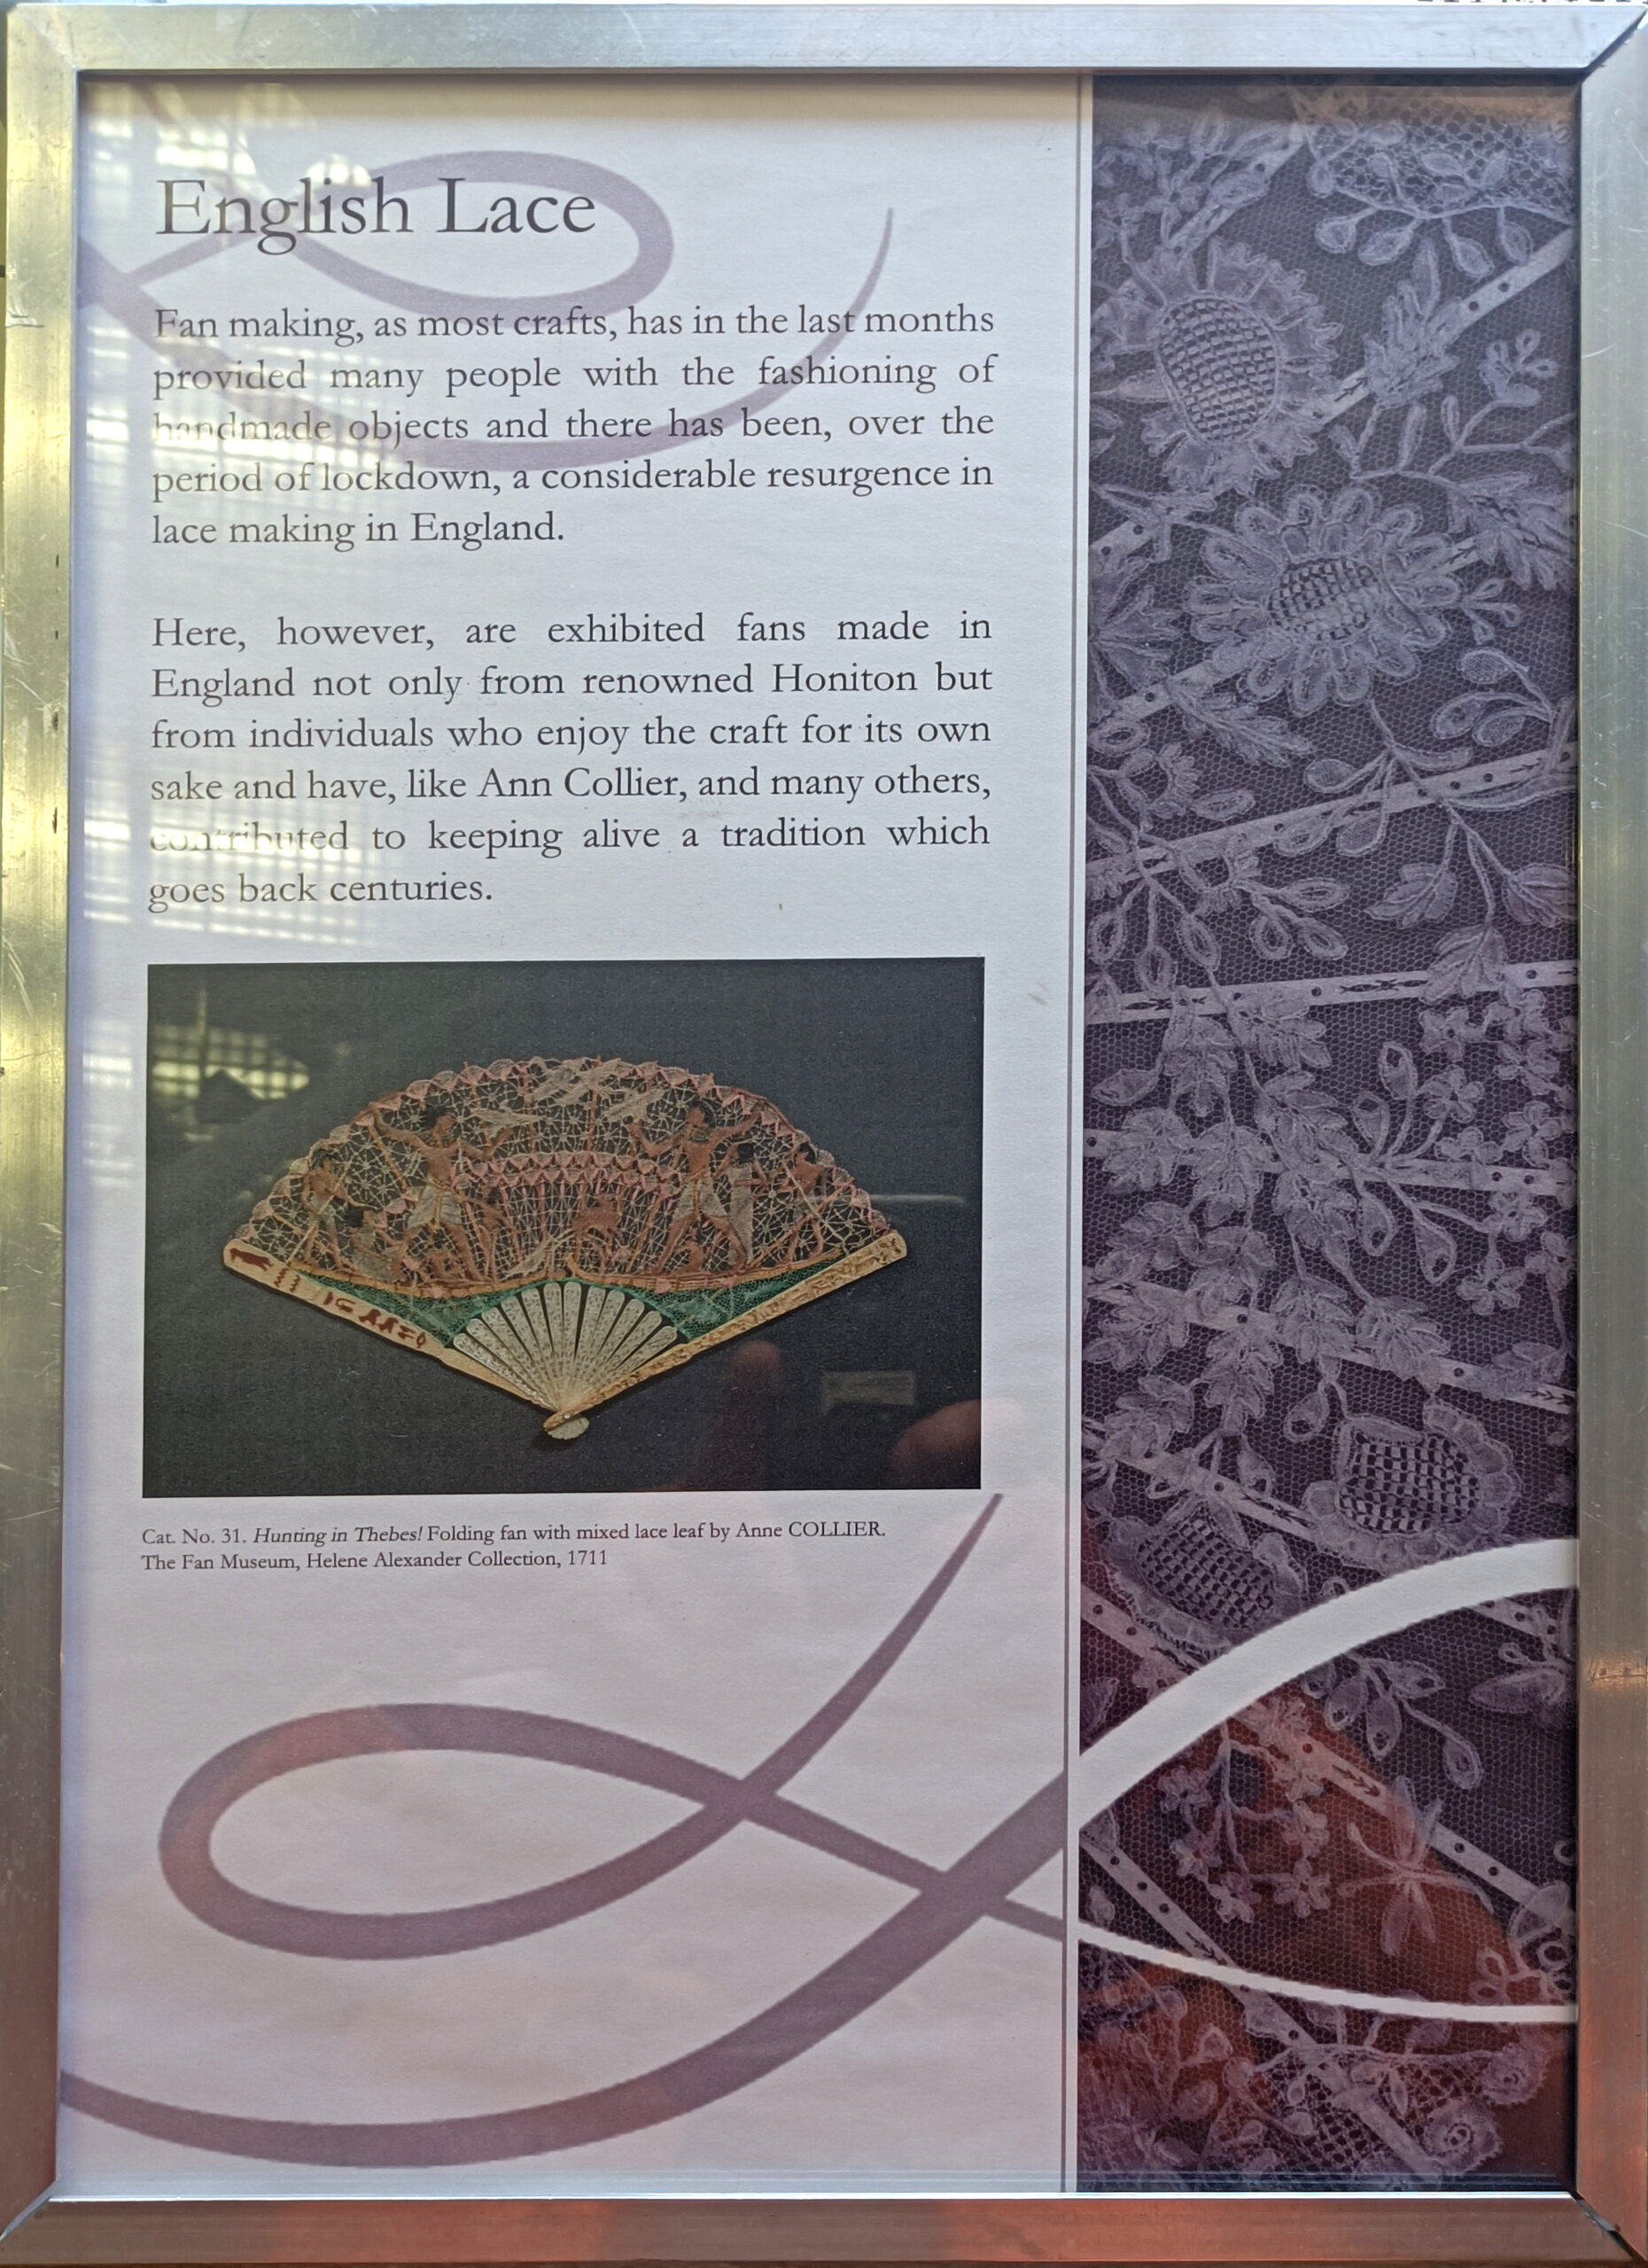 English Lace
Fan making, as most crafts, has in the last months
provided many people with the fashioning of
handmade objects and there has been, over the
period of lockdown, a considerable resurgence in
lace making in England.
Here, however, are exhibited fans made in
England not only from renowned Honiton but
from individuals who enjoy the craft for its own
sake and have, like Ann Collier, and many others,
contributed to keeping alive a tradition which
goes back centuries.
Cat. No. 31. Hunting in Thebes! Folding fan with mixed lace leaf by Anne COLLIER.
The Fan Museum, Helene Alexander Collection, 1711